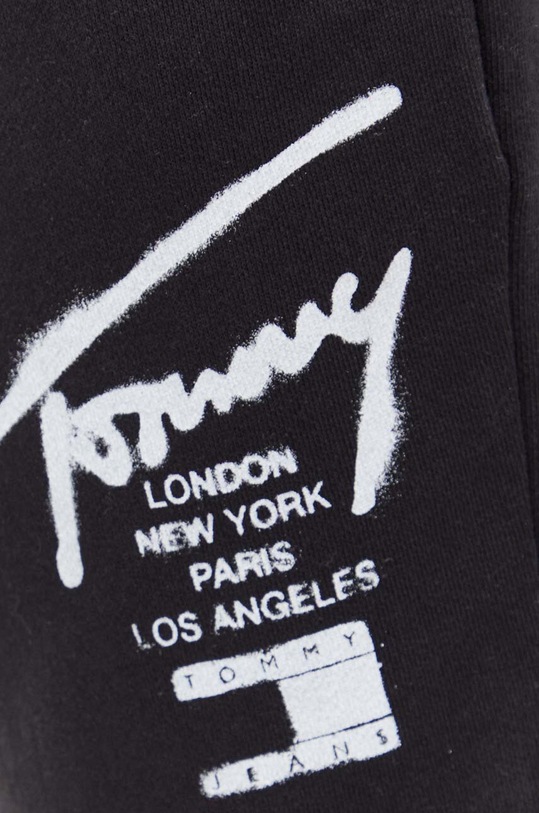 Tommy
LONDON
NEW YORK
PARIS
LOS ANGELES
TOMMY
JEANS